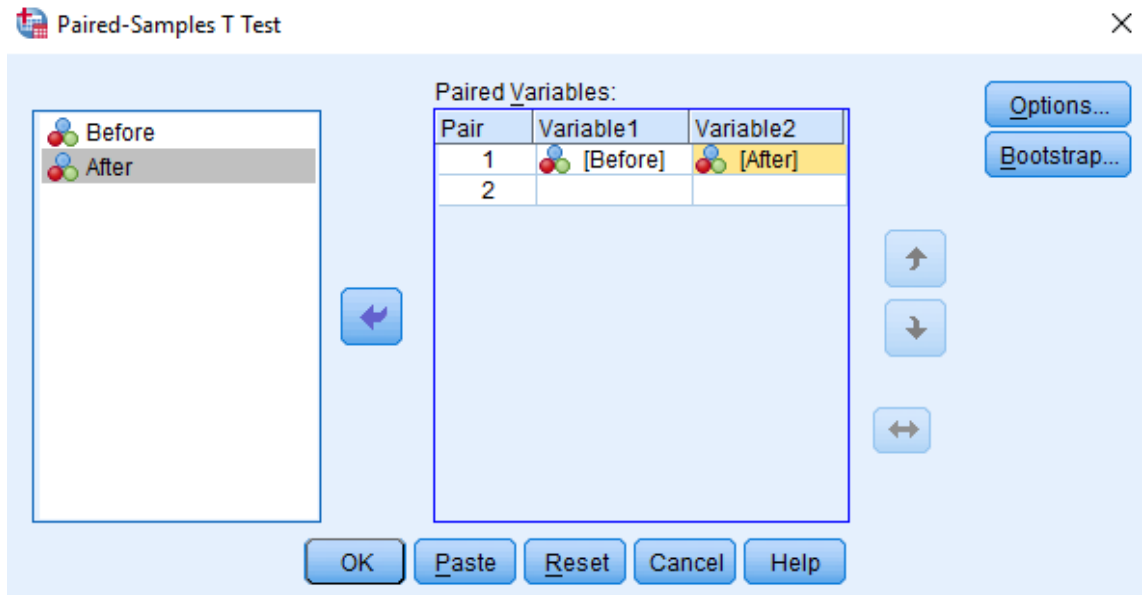 Paired-Samples T Test
Before
After
Paired Variables:
Pair Variable1 Variable2
1 [Before] [After]
2
Options...
Bootstrap...
OK Paste Reset Cancel Help